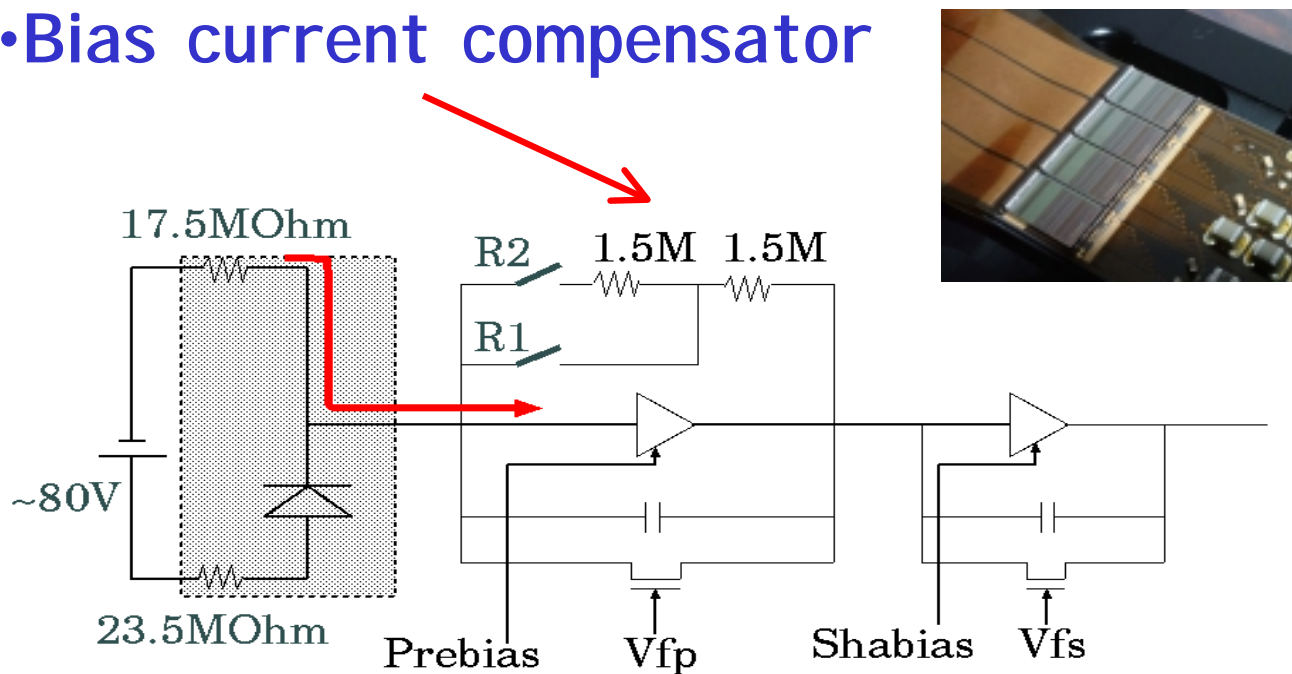 •Bias current compensator
17.5MOhm
R2
1.5M
1.5M
R1
~80V
23.5MOhm
Prebias
Vfp
Shabias
Vfs